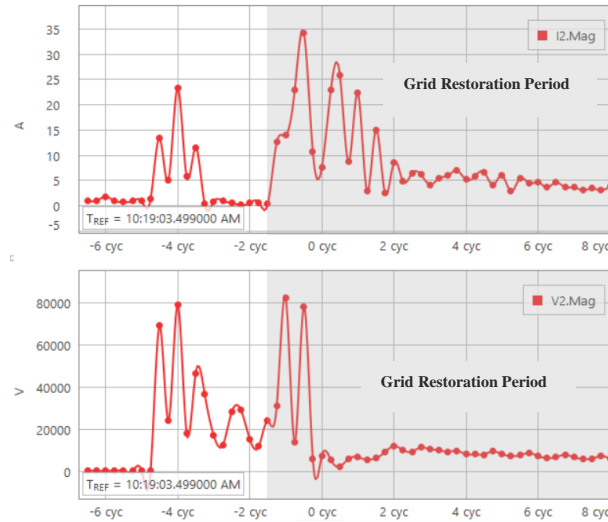 35
30
25
20
15
10
5
0
-5
A
I2.Mag
Grid Restoration Period
TREF = 10:19:03.499000 AM
-6 cyc -4 cyc -2 cyc 0 cyc 2 cyc 4 cyc 6 cyc 8 cyc
80000
60000
40000
20000
0
V
V2.Mag
Grid Restoration Period
TREF = 10:19:03.499000 AM
-6 cyc -4 cyc -2 cyc 0 cyc 2 cyc 4 cyc 6 cyc 8 cyc